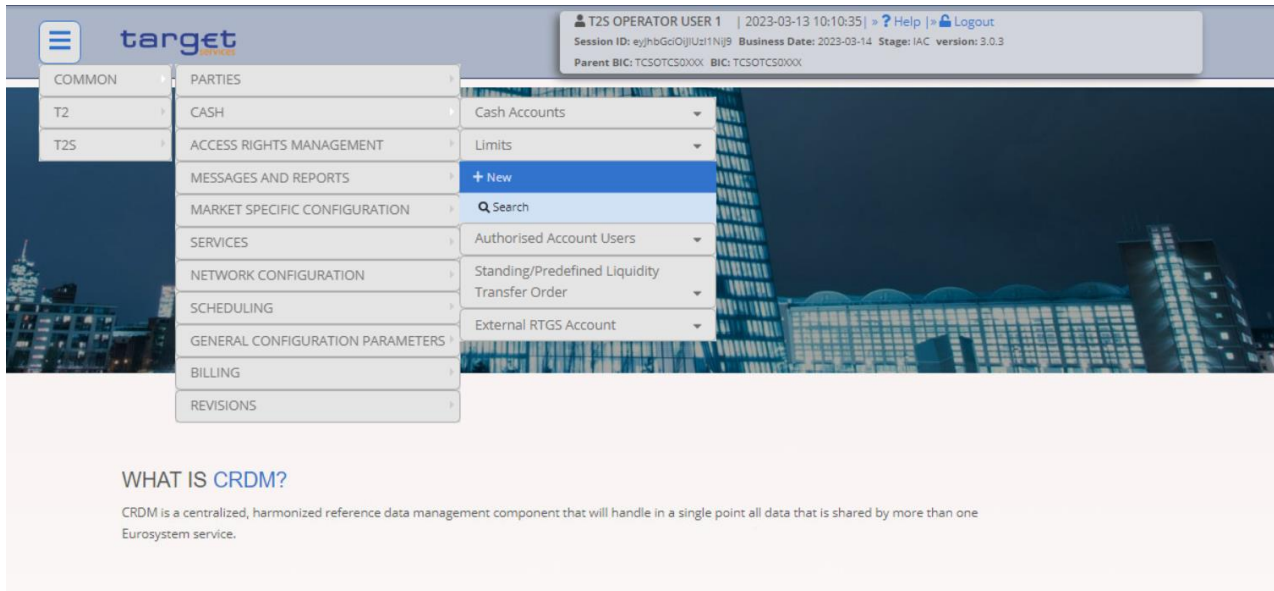 T2S OPERATOR USER 1 | 2023-03-13 10:10:35| » ? Help |» Logout
target
services
Session ID: eyJhbGciOiJIUzI1NiJ9 Business Date: 2023-03-14 Stage: IAC version: 3.0.3
Parent BIC: TCSOTCS0XXX BIC: TCSOTCS0XXX
COMMON
T2
T2S
PARTIES
CASH
ACCESS RIGHTS MANAGEMENT
MESSAGES AND REPORTS
MARKET SPECIFIC CONFIGURATION
SERVICES
NETWORK CONFIGURATION
SCHEDULING
GENERAL CONFIGURATION PARAMETERS
BILLING
REVISIONS
Cash Accounts
Limits
+ New
Search
Authorised Account Users
Standing/Predefined Liquidity
Transfer Order
External RTGS Account
WHAT IS CRDM?
CRDM is a centralized, harmonized reference data management component that will handle in a single point all data that is shared by more than one
Eurosystem service.